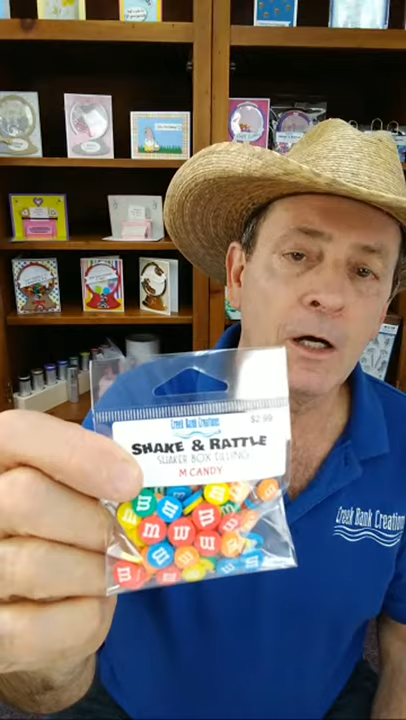 Creek Bank Creations
$2.99
SHAKE & RATTLE
SHAKER BOX FILLING
M CANDY
Creek Bank Creations